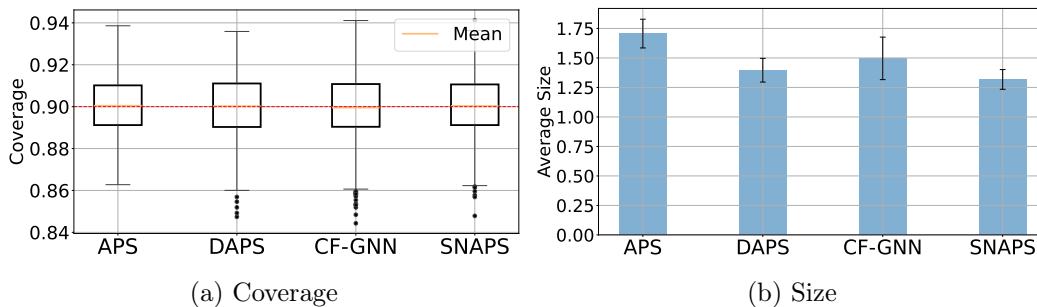 0.94
0.92
0.90
0.88
0.86
0.84
Coverage
Mean
APS DAPS CF-GNN SNAPS
(a) Coverage
1.75
1.50
1.25
1.00
0.75
0.50
0.25
0.00
Average Size
APS DAPS CF-GNN SNAPS
(b) Size